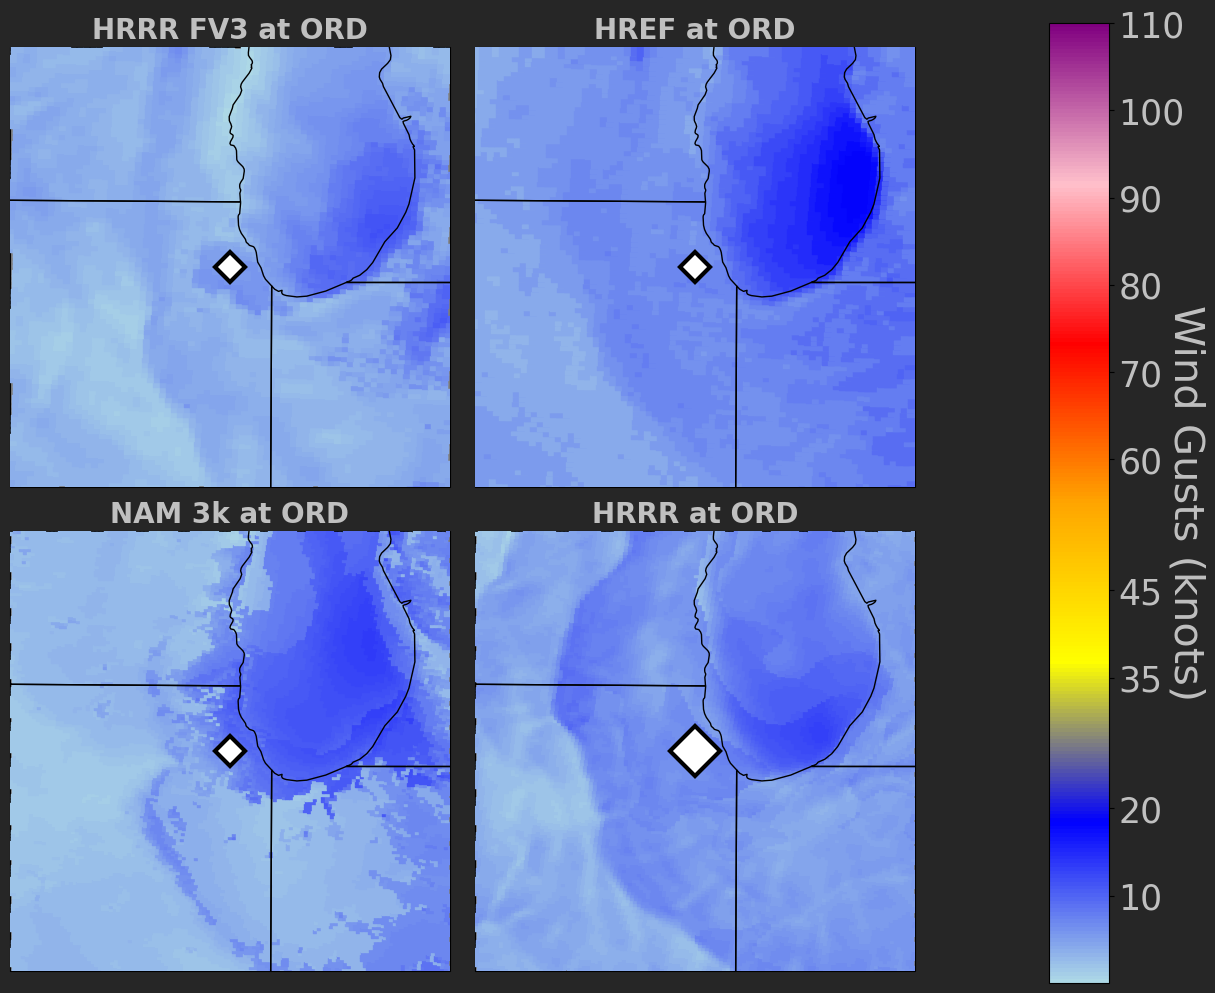 HRRR FV3 at ORD
HREF at ORD
NAM 3k at ORD
HRRR at ORD
110
100
90
80
70
60
45
35
20
10
Wind Gusts (knots)